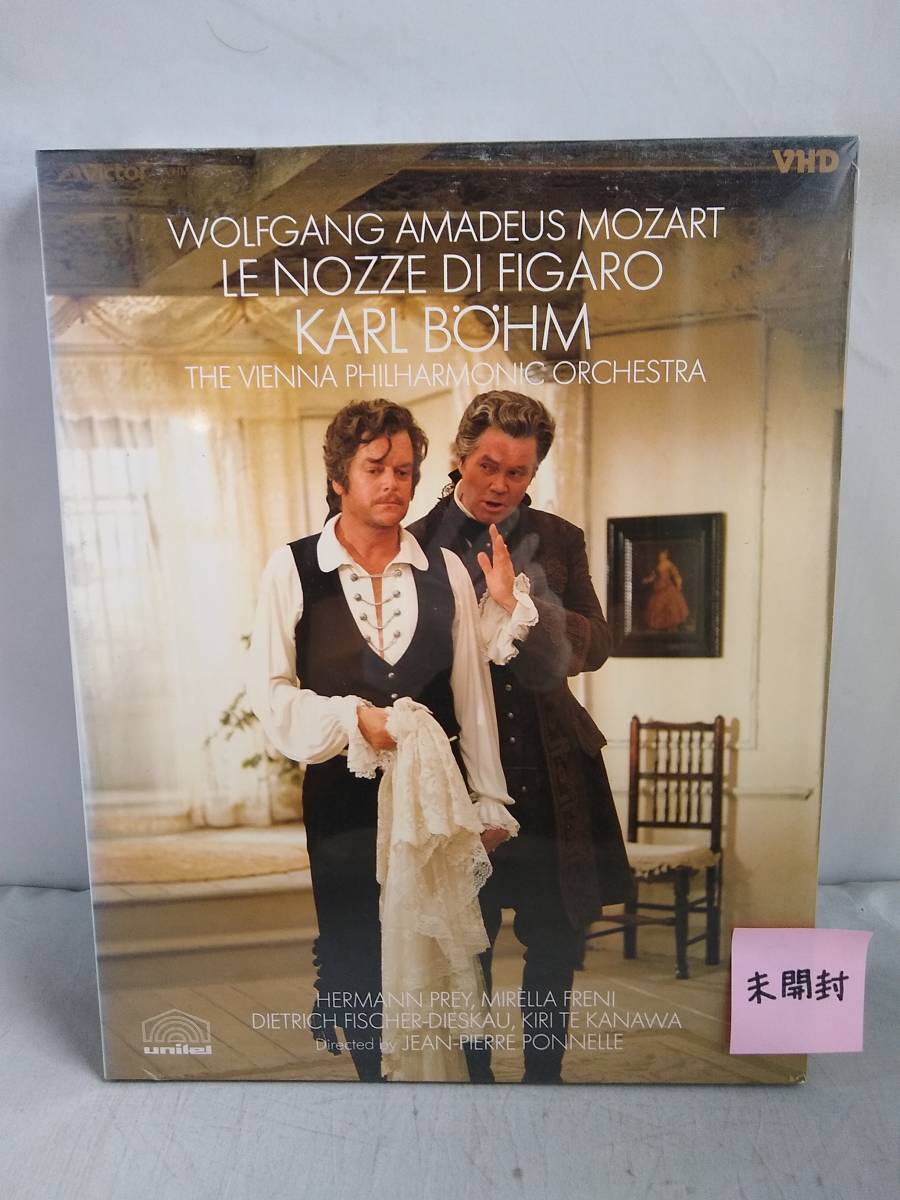 Victor
VHD
WOLFGANG AMADEUS MOZART
LE NOZZE DI FIGARO
KARL BÖHM
THE VIENNA PHILHARMONIC ORCHESTRA
未開封
HERMANN PREY, MIRELLA FRENI
DIETRICH FISCHER-DIESKAU, KIRI TE KANAWA
Directed by JEAN-PIERRE PONNELLE
unitel